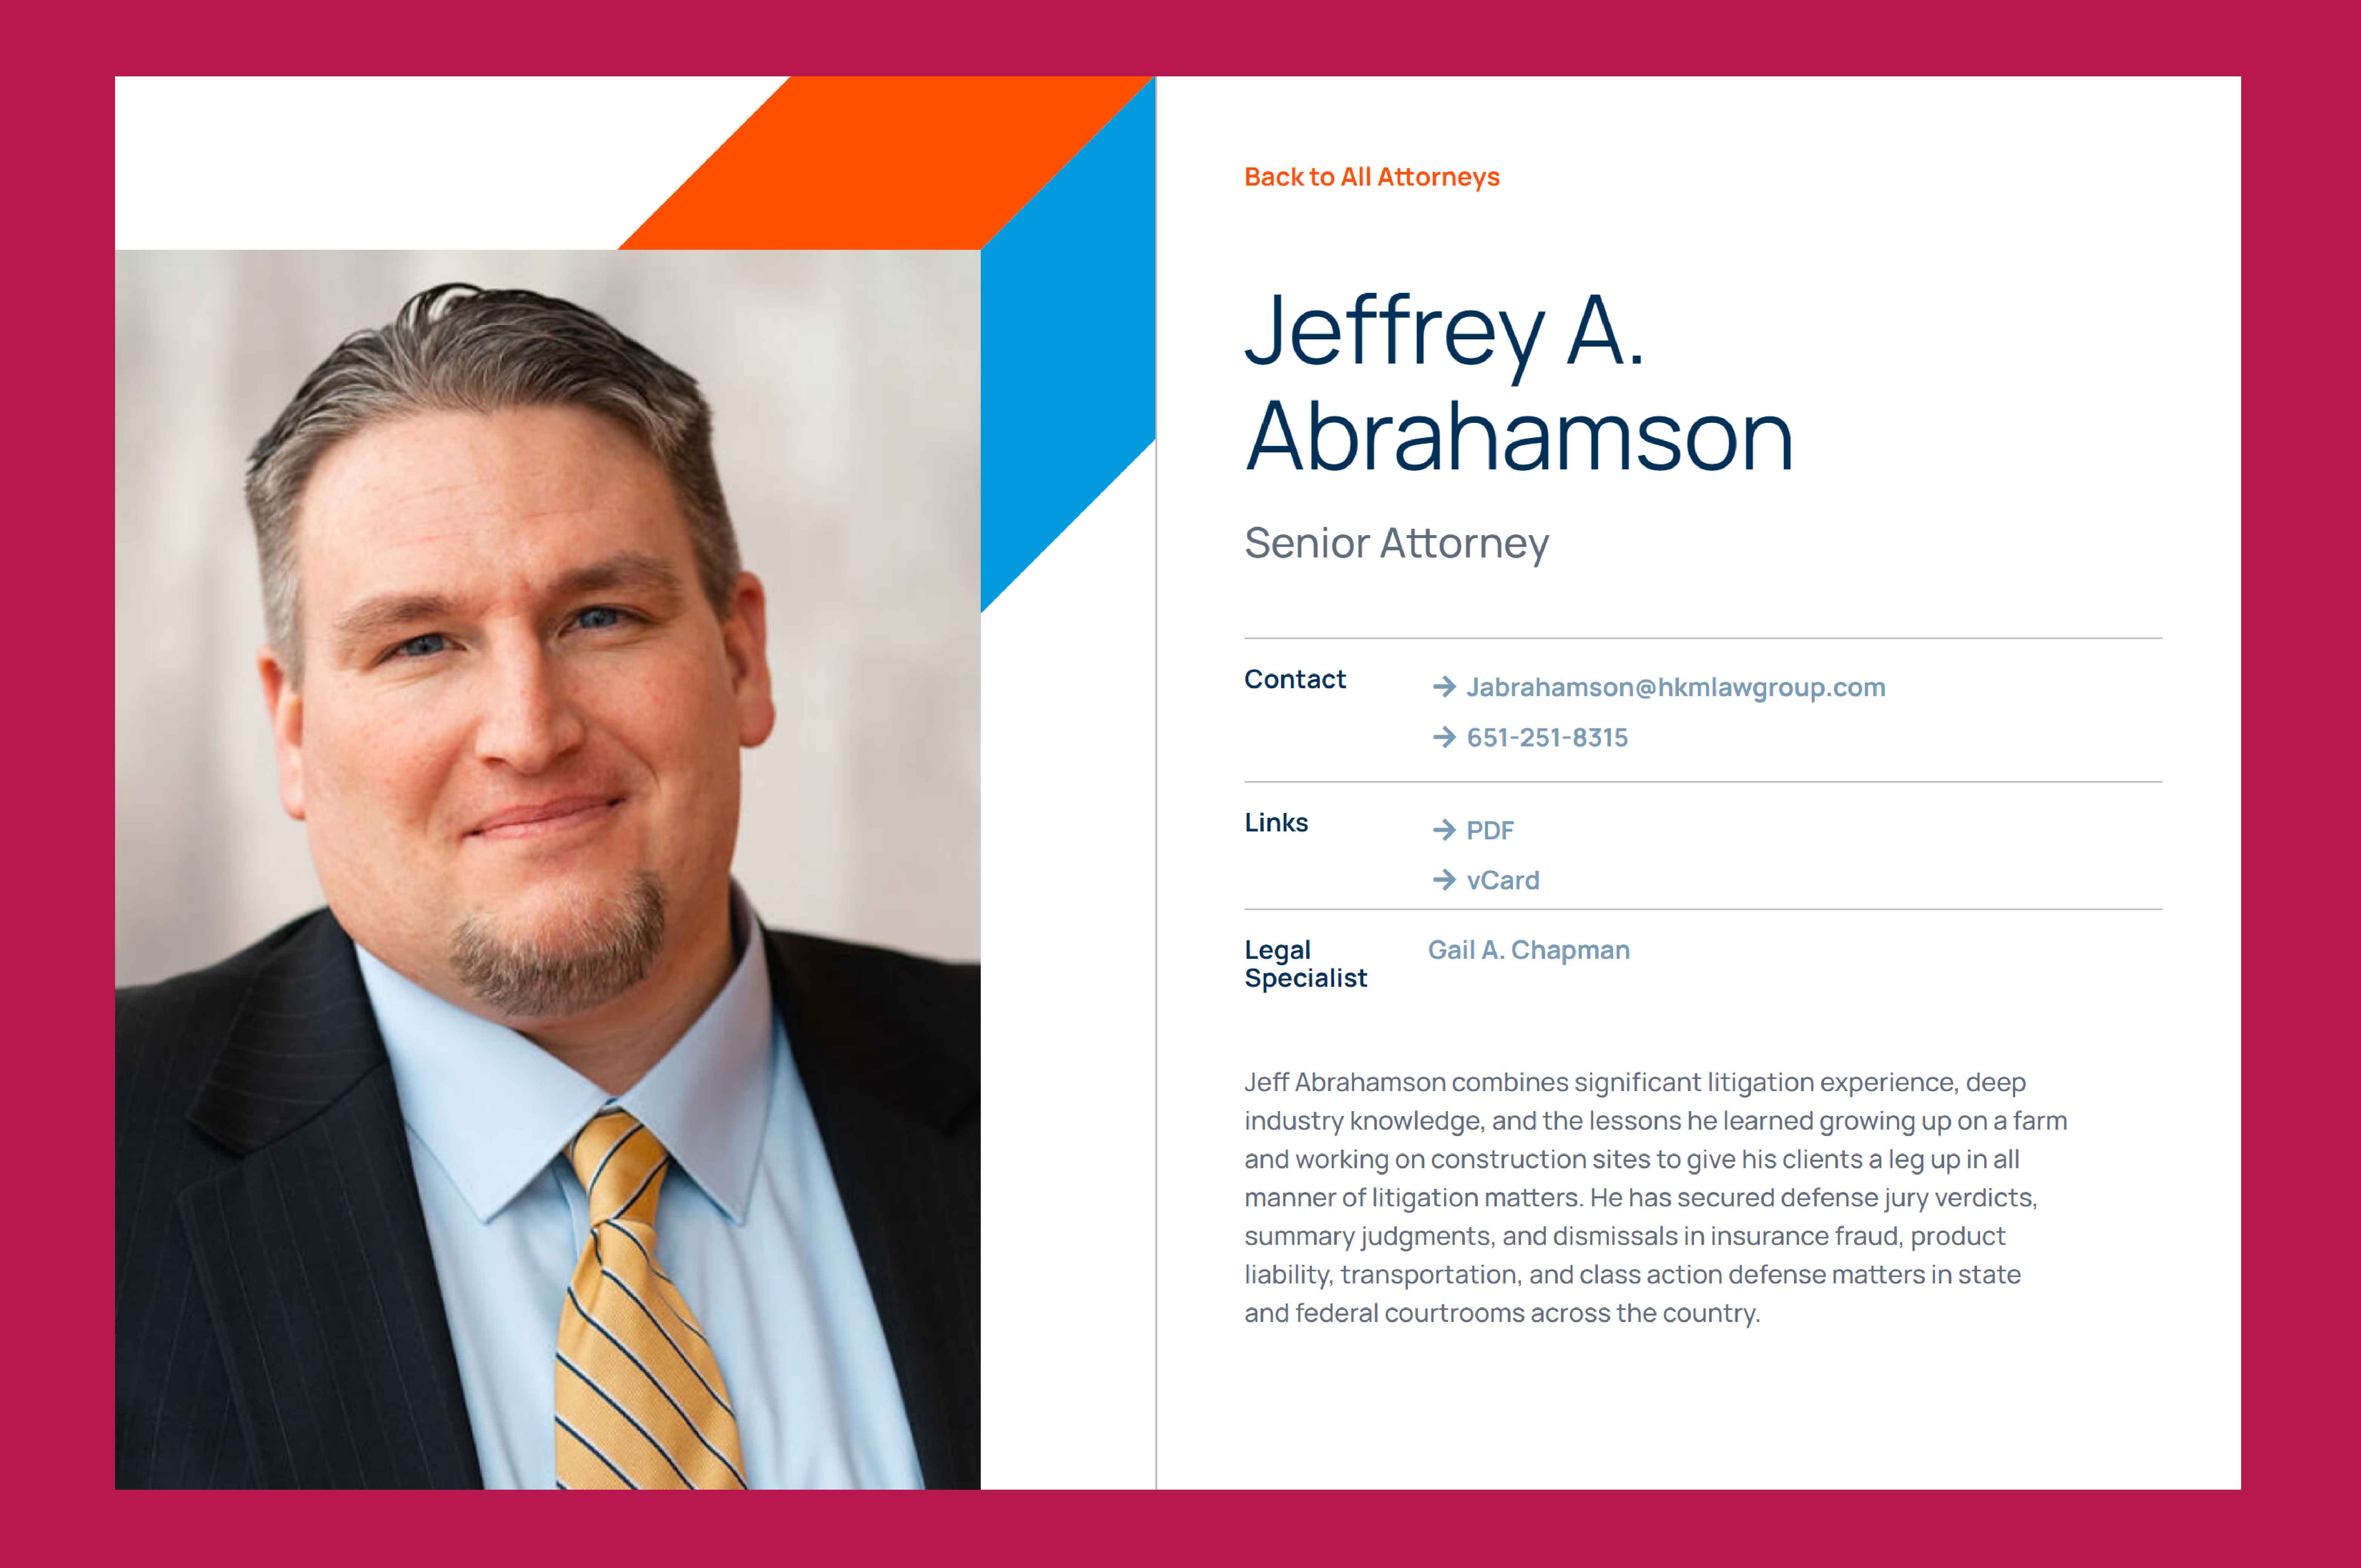 Back to All Attorneys
Jeffrey A.
Abrahamson
Senior Attorney
Contact
→ Jabrahamson@hkmlawgroup.com
→ 651-251-8315
Links
→ PDF
→ vCard
Legal
Specialist
Gail A. Chapman
Jeff Abrahamson combines significant litigation experience, deep
industry knowledge, and the lessons he learned growing up on a farm
and working on construction sites to give his clients a leg up in all
manner of litigation matters. He has secured defense jury verdicts,
summary judgments, and dismissals in insurance fraud, product
liability, transportation, and class action defense matters in state
and federal courtrooms across the country.